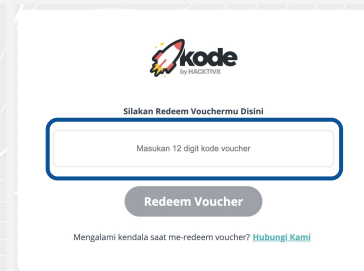 kode
by HACKTIV8
Silakan Redeem Vouchermu Disini
Masukan 12 digit kode voucher
Redeem Voucher
Mengalami kendala saat me-redeem voucher? Hubungi Kami